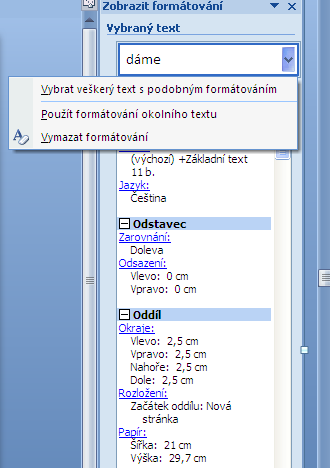 Zobrazit formátování
Vybraný text
dáme
Vybrat veškerý text s podobným formátováním
Použít formátování okolního textu
Vymazat formátování
(výchozí) +Základní text
11 b.
Jazyk:
Čeština
Odstavec
Zarovnání:
Doleva
Odsazení:
Vlevo: 0 cm
Vpravo: 0 cm
Oddíl
Okraje:
Vlevo: 2,5 cm
Vpravo: 2,5 cm
Nahoře: 2,5 cm
Dole: 2,5 cm
Rozložení:
Začátek oddílu: Nová
stránka
Papír:
Šířka: 21 cm
Výška: 29,7 cm